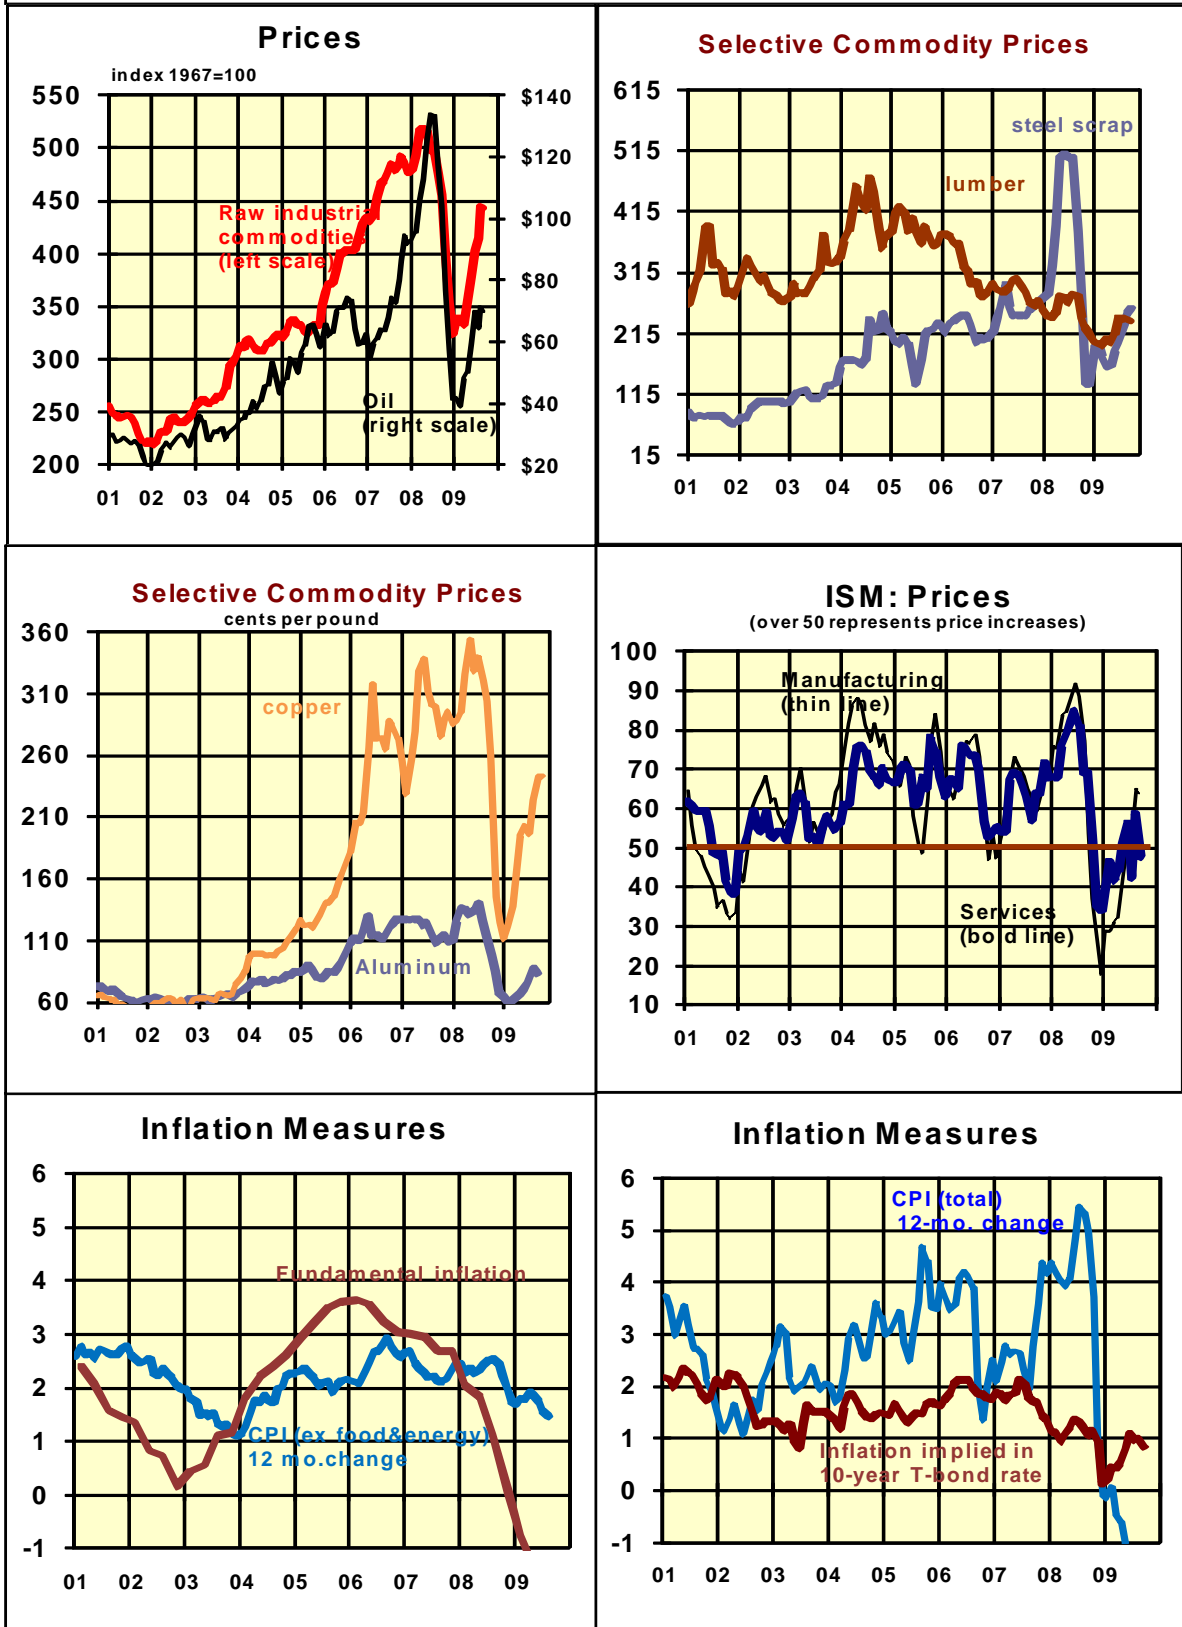 Prices
index 1967=100
550
500
450
400
350
300
250
200
$140
$120
$100
$80
$60
$40
$20
Raw industrial
commodities
(left scale)
Oil
(right scale)
01 02 03 04 05 06 07 08 09
Selective Commodity Prices
615
515
415
315
215
115
15
steel scrap
lumber
01 02 03 04 05 06 07 08 09
Selective Commodity Prices
cents per pound
360
310
260
210
160
110
60
copper
Aluminum
01 02 03 04 05 06 07 08 09
ISM: Prices
(over 50 represents price increases)
100
90
80
70
60
50
40
30
20
10
Manufacturing
(thin line)
Services
(bold line)
01 02 03 04 05 06 07 08 09
Inflation Measures
6
5
4
3
2
1
0
-1
Fundamental inflation
CPI (ex food&energy)
12 mo.change
01 02 03 04 05 06 07 08 09
Inflation Measures
6
5
4
3
2
1
0
-1
CPI (total)
12-mo. change
Inflation implied in
10-year T-bond rate
01 02 03 04 05 06 07 08 09